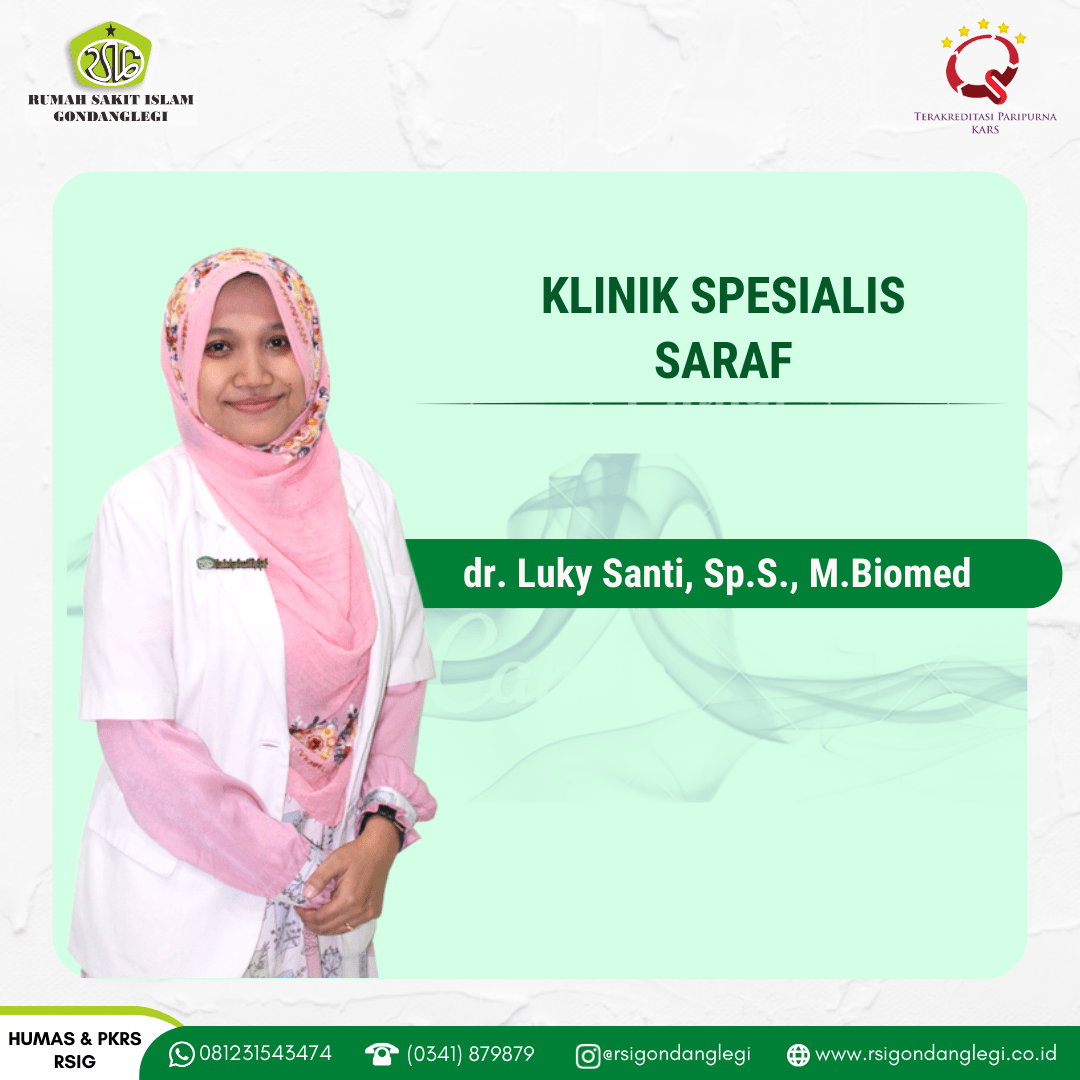 RSIG
RUMAH SAKIT ISLAM
GONDANGLEGI
TERAKREDITASI PARIPURNA
KARS
KLINIK SPESIALIS
SARAF
dr. Luky Santi, Sp.S., M.Biomed
HUMAS & PKRS
RSIG
081231543474
(0341) 879879
@rsigondanglegi
www.rsigondanglegi.co.id